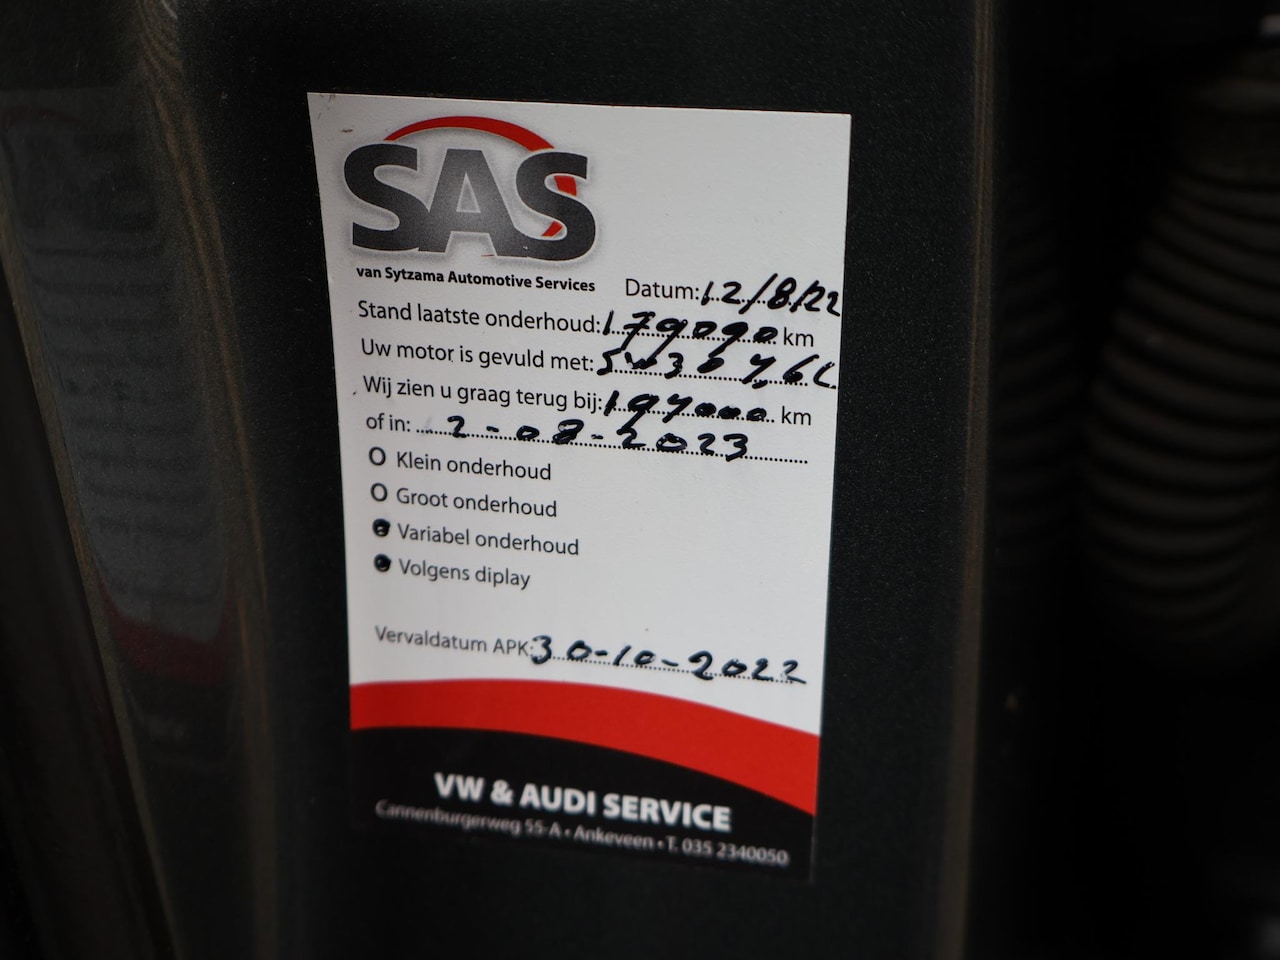 SAS
van Sytzama Automotive Services
Datum: 12/8/22
Stand laatste onderhoud: 179090 km
Uw motor is gevuld met: 5W30 4,6L
Wij zien u graag terug bij: 194000 km
of in: 2-08-2023
O Klein onderhoud
O Groot onderhoud
● Variabel onderhoud
● Volgens diplay
Vervaldatum APK: 30-10-2022
VW & AUDI SERVICE
Cannenburgerweg 55-A • Ankeveen • T. 035 2340050